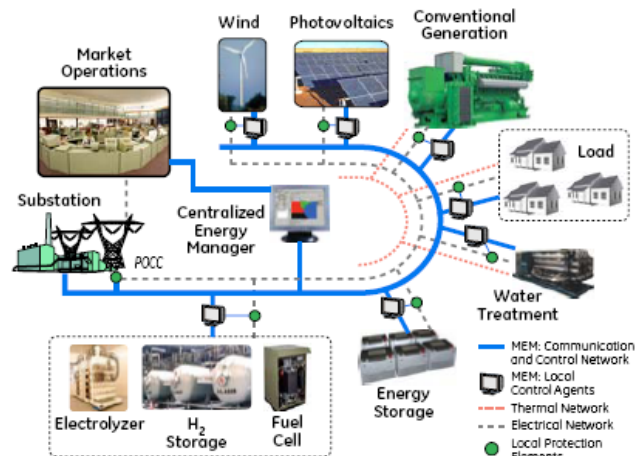 Wind
Photovoltaics
Conventional
Generation
Market
Operations
Load
Substation
Centralized
Energy
Manager
POCC
Water
Treatment
Electrolyzer
H2
Storage
Fuel
Cell
Energy
Storage
MEM: Communication
and Control Network
MEM: Local
Control Agents
Thermal Network
Electrical Network
Local Protection
Elements